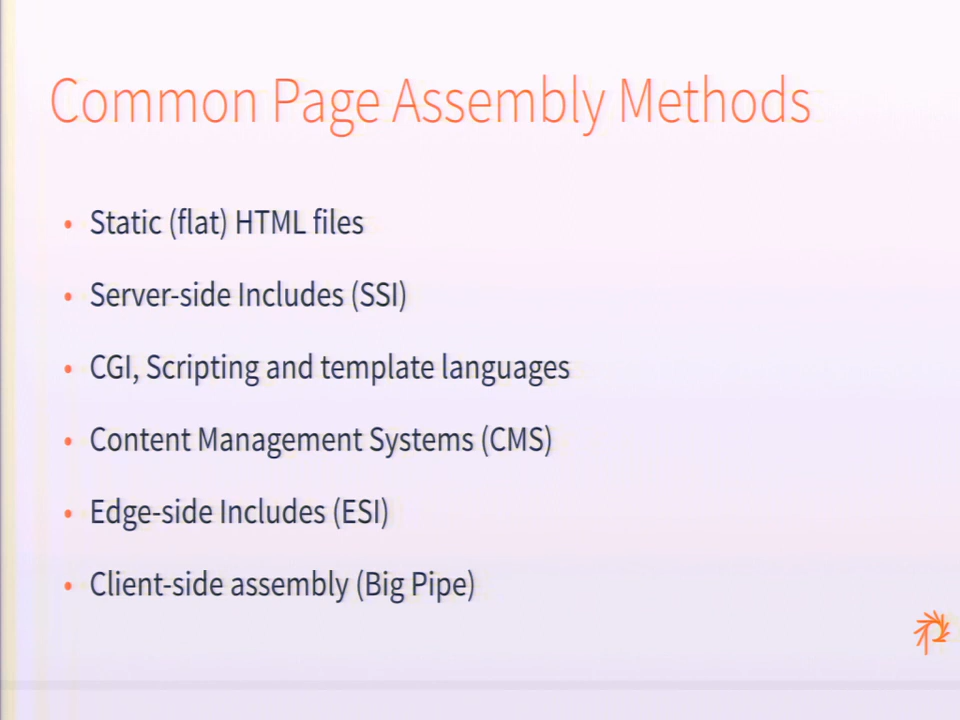 Common Page Assembly Methods
• Static (flat) HTML files
• Server-side Includes (SSI)
• CGI, Scripting and template languages
• Content Management Systems (CMS)
• Edge-side Includes (ESI)
• Client-side assembly (Big Pipe)